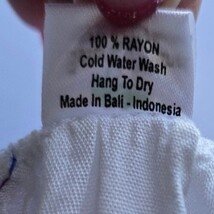 100 % RAYON
Cold Water Wash
Hang To Dry
Made In Bali - Indonesia